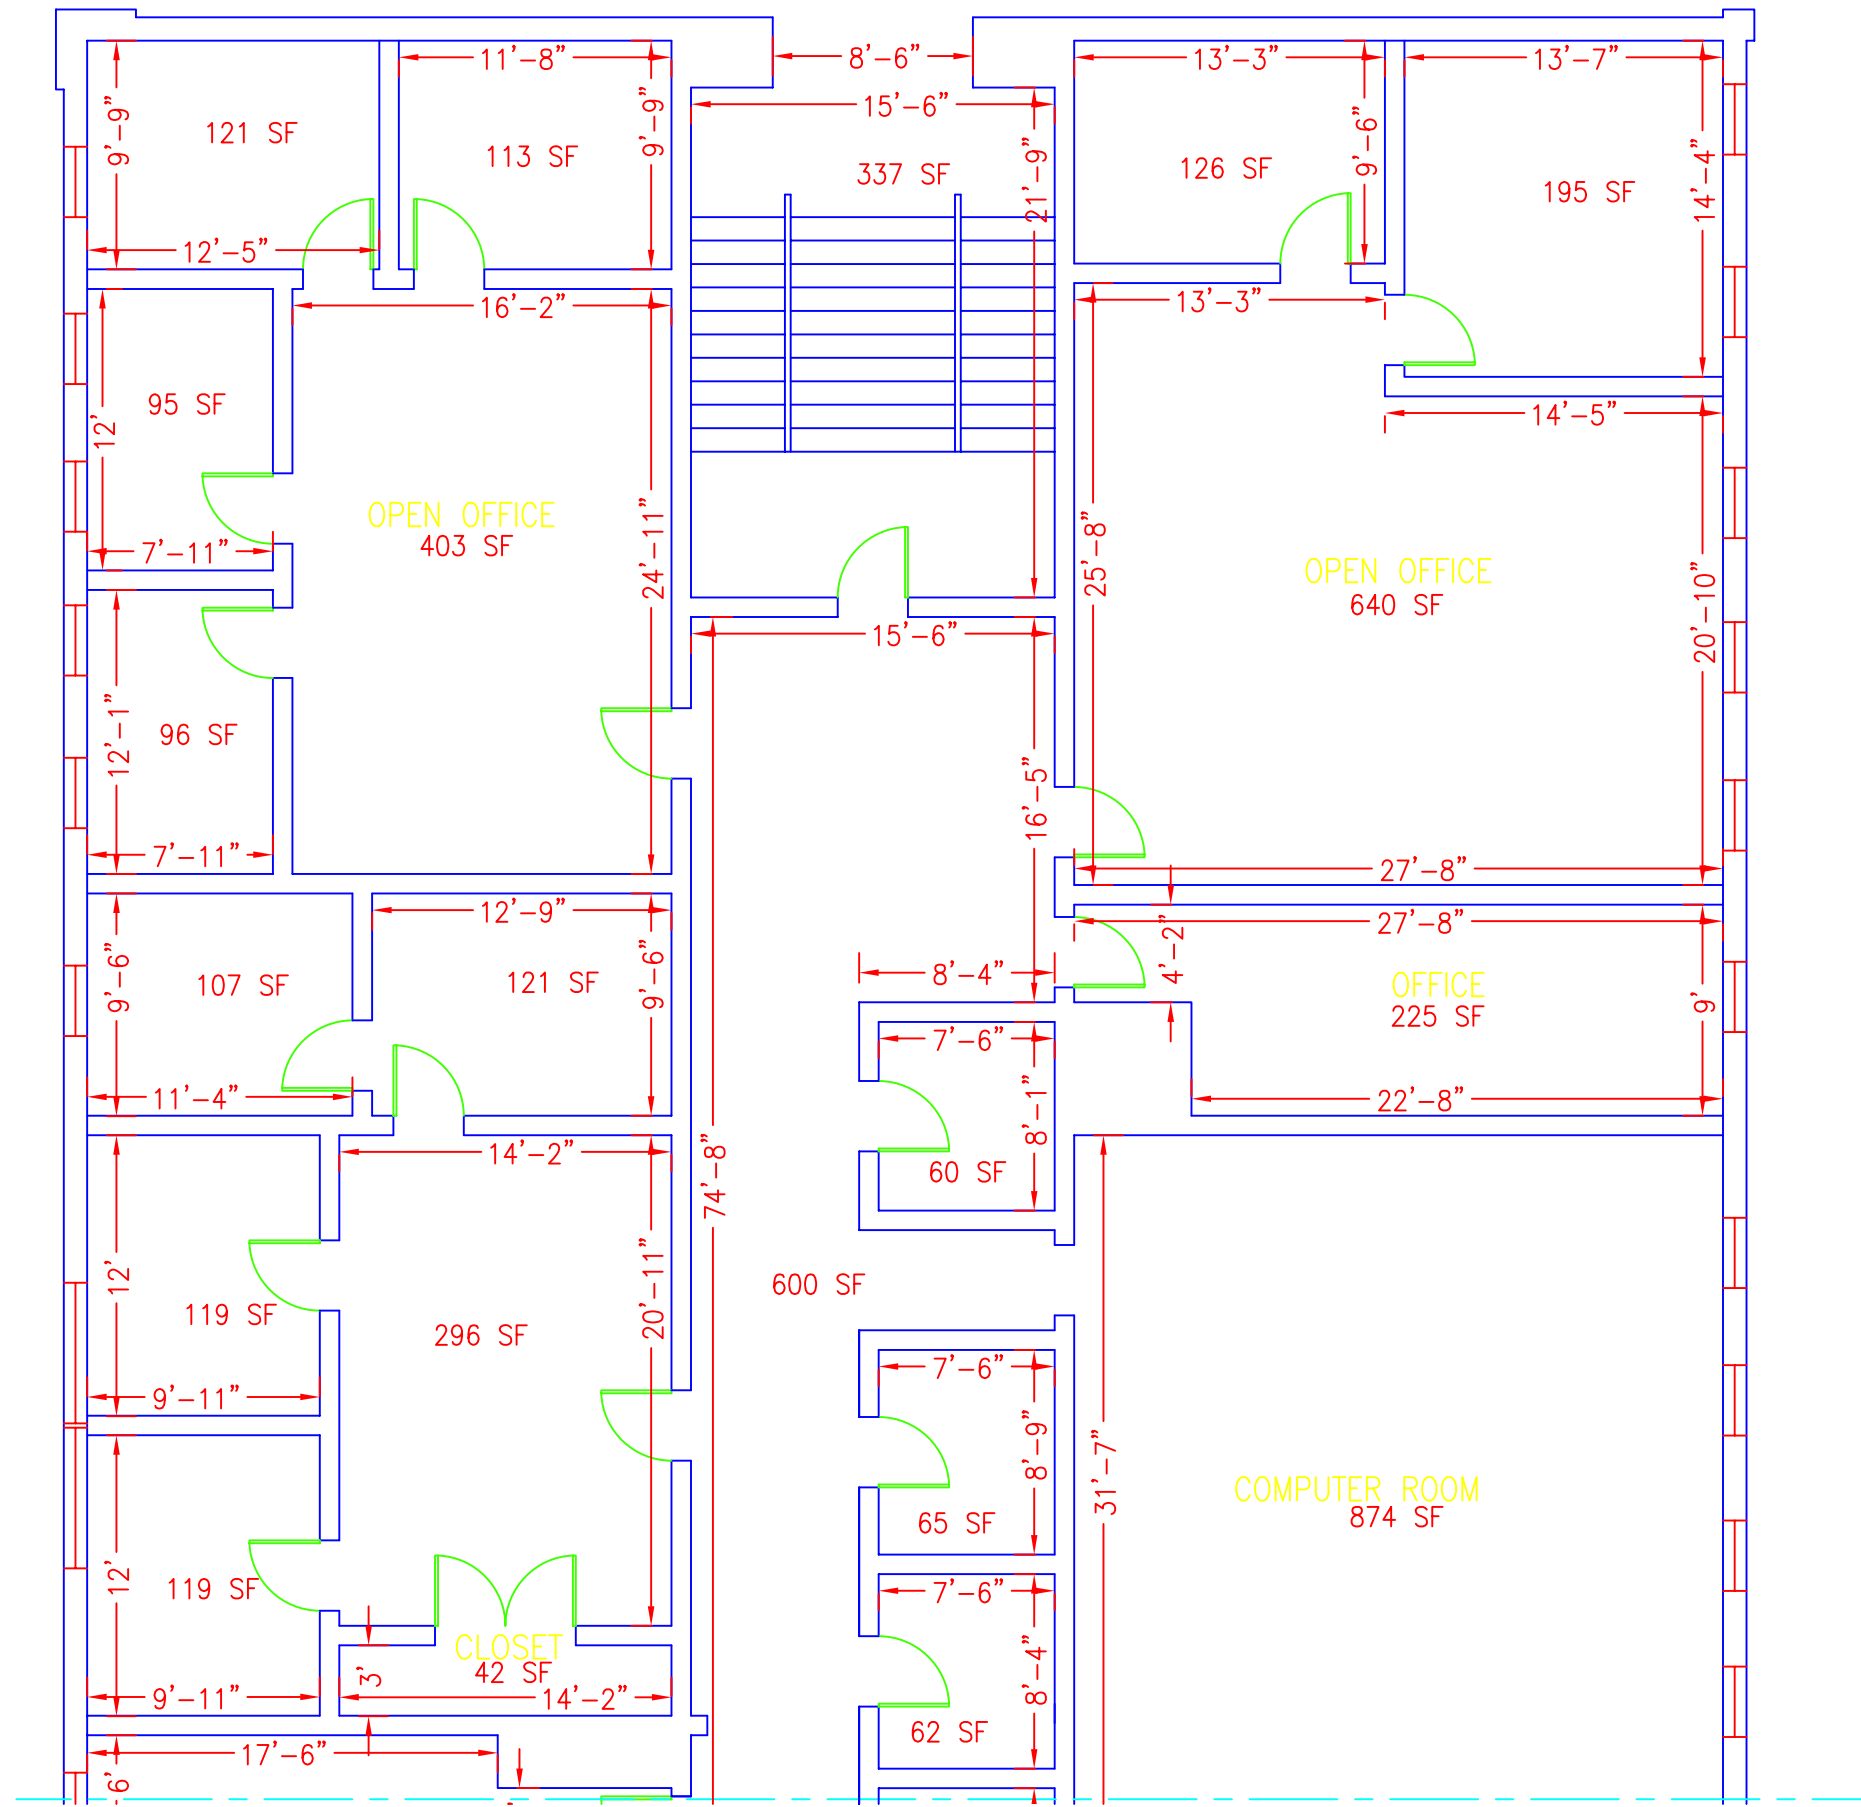 11'-8"
8'-6"
13'-3"
13'-7"
15'-6"
9'-9"
121 SF
113 SF
9'-9"
337 SF
21'-9"
126 SF
9'-6"
195 SF
14'-4"
12'-5"
16'-2"
13'-3"
14'-5"
95 SF
12'
OPEN OFFICE
403 SF
24'-11"
7'-11"
25'-8"
OPEN OFFICE
640 SF
20'-10"
15'-6"
96 SF
12'-1"
16'-5"
7'-11"
27'-8"
12'-9"
27'-8"
9'-6"
107 SF
121 SF
9'-6"
8'-4"
4'-2"
OFFICE
225 SF
9'
7'-6"
11'-4"
8'-1"
22'-8"
14'-2"
74'-8"
60 SF
12'
119 SF
296 SF
20'-11"
600 SF
9'-11"
7'-6"
8'-9"
31'-7"
65 SF
COMPUTER ROOM
874 SF
12'
119 SF
7'-6"
CLOSET
42 SF
3'
14'-2"
9'-11"
8'-4"
62 SF
17'-6"
6'